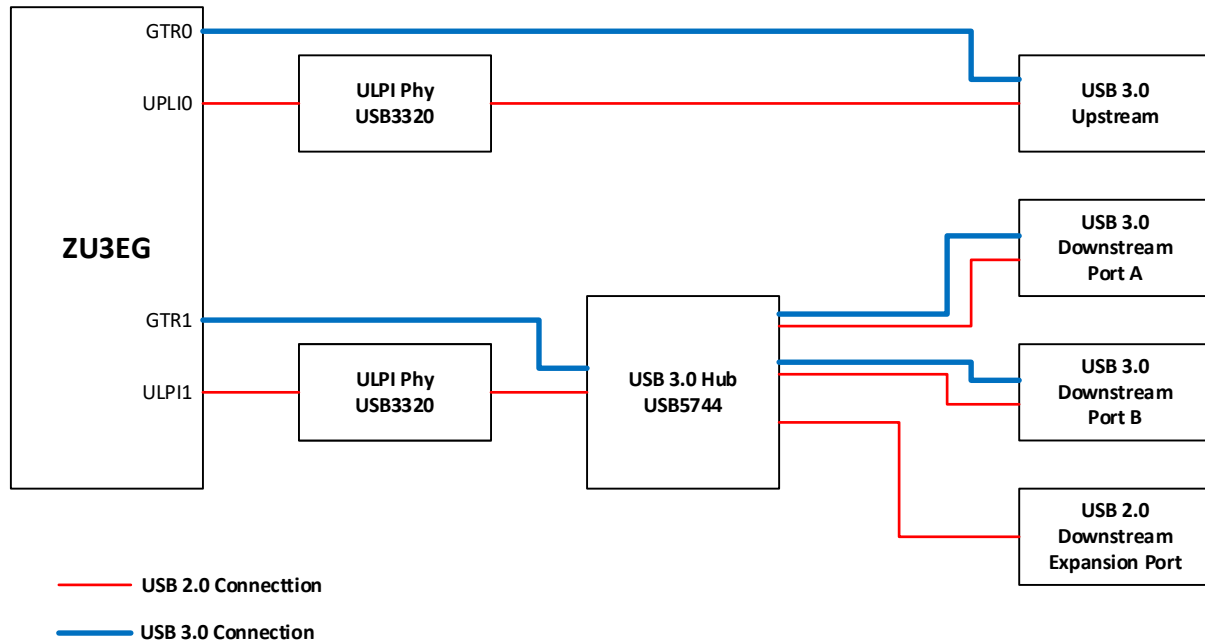 GTR0
UPLI0
ULPI Phy
USB3320
USB 3.0
Upstream
ZU3EG
USB 3.0
Downstream
Port A
GTR1
ULPI1
ULPI Phy
USB3320
USB 3.0 Hub
USB5744
USB 3.0
Downstream
Port B
USB 2.0
Downstream
Expansion Port
USB 2.0 Connecttion
USB 3.0 Connection